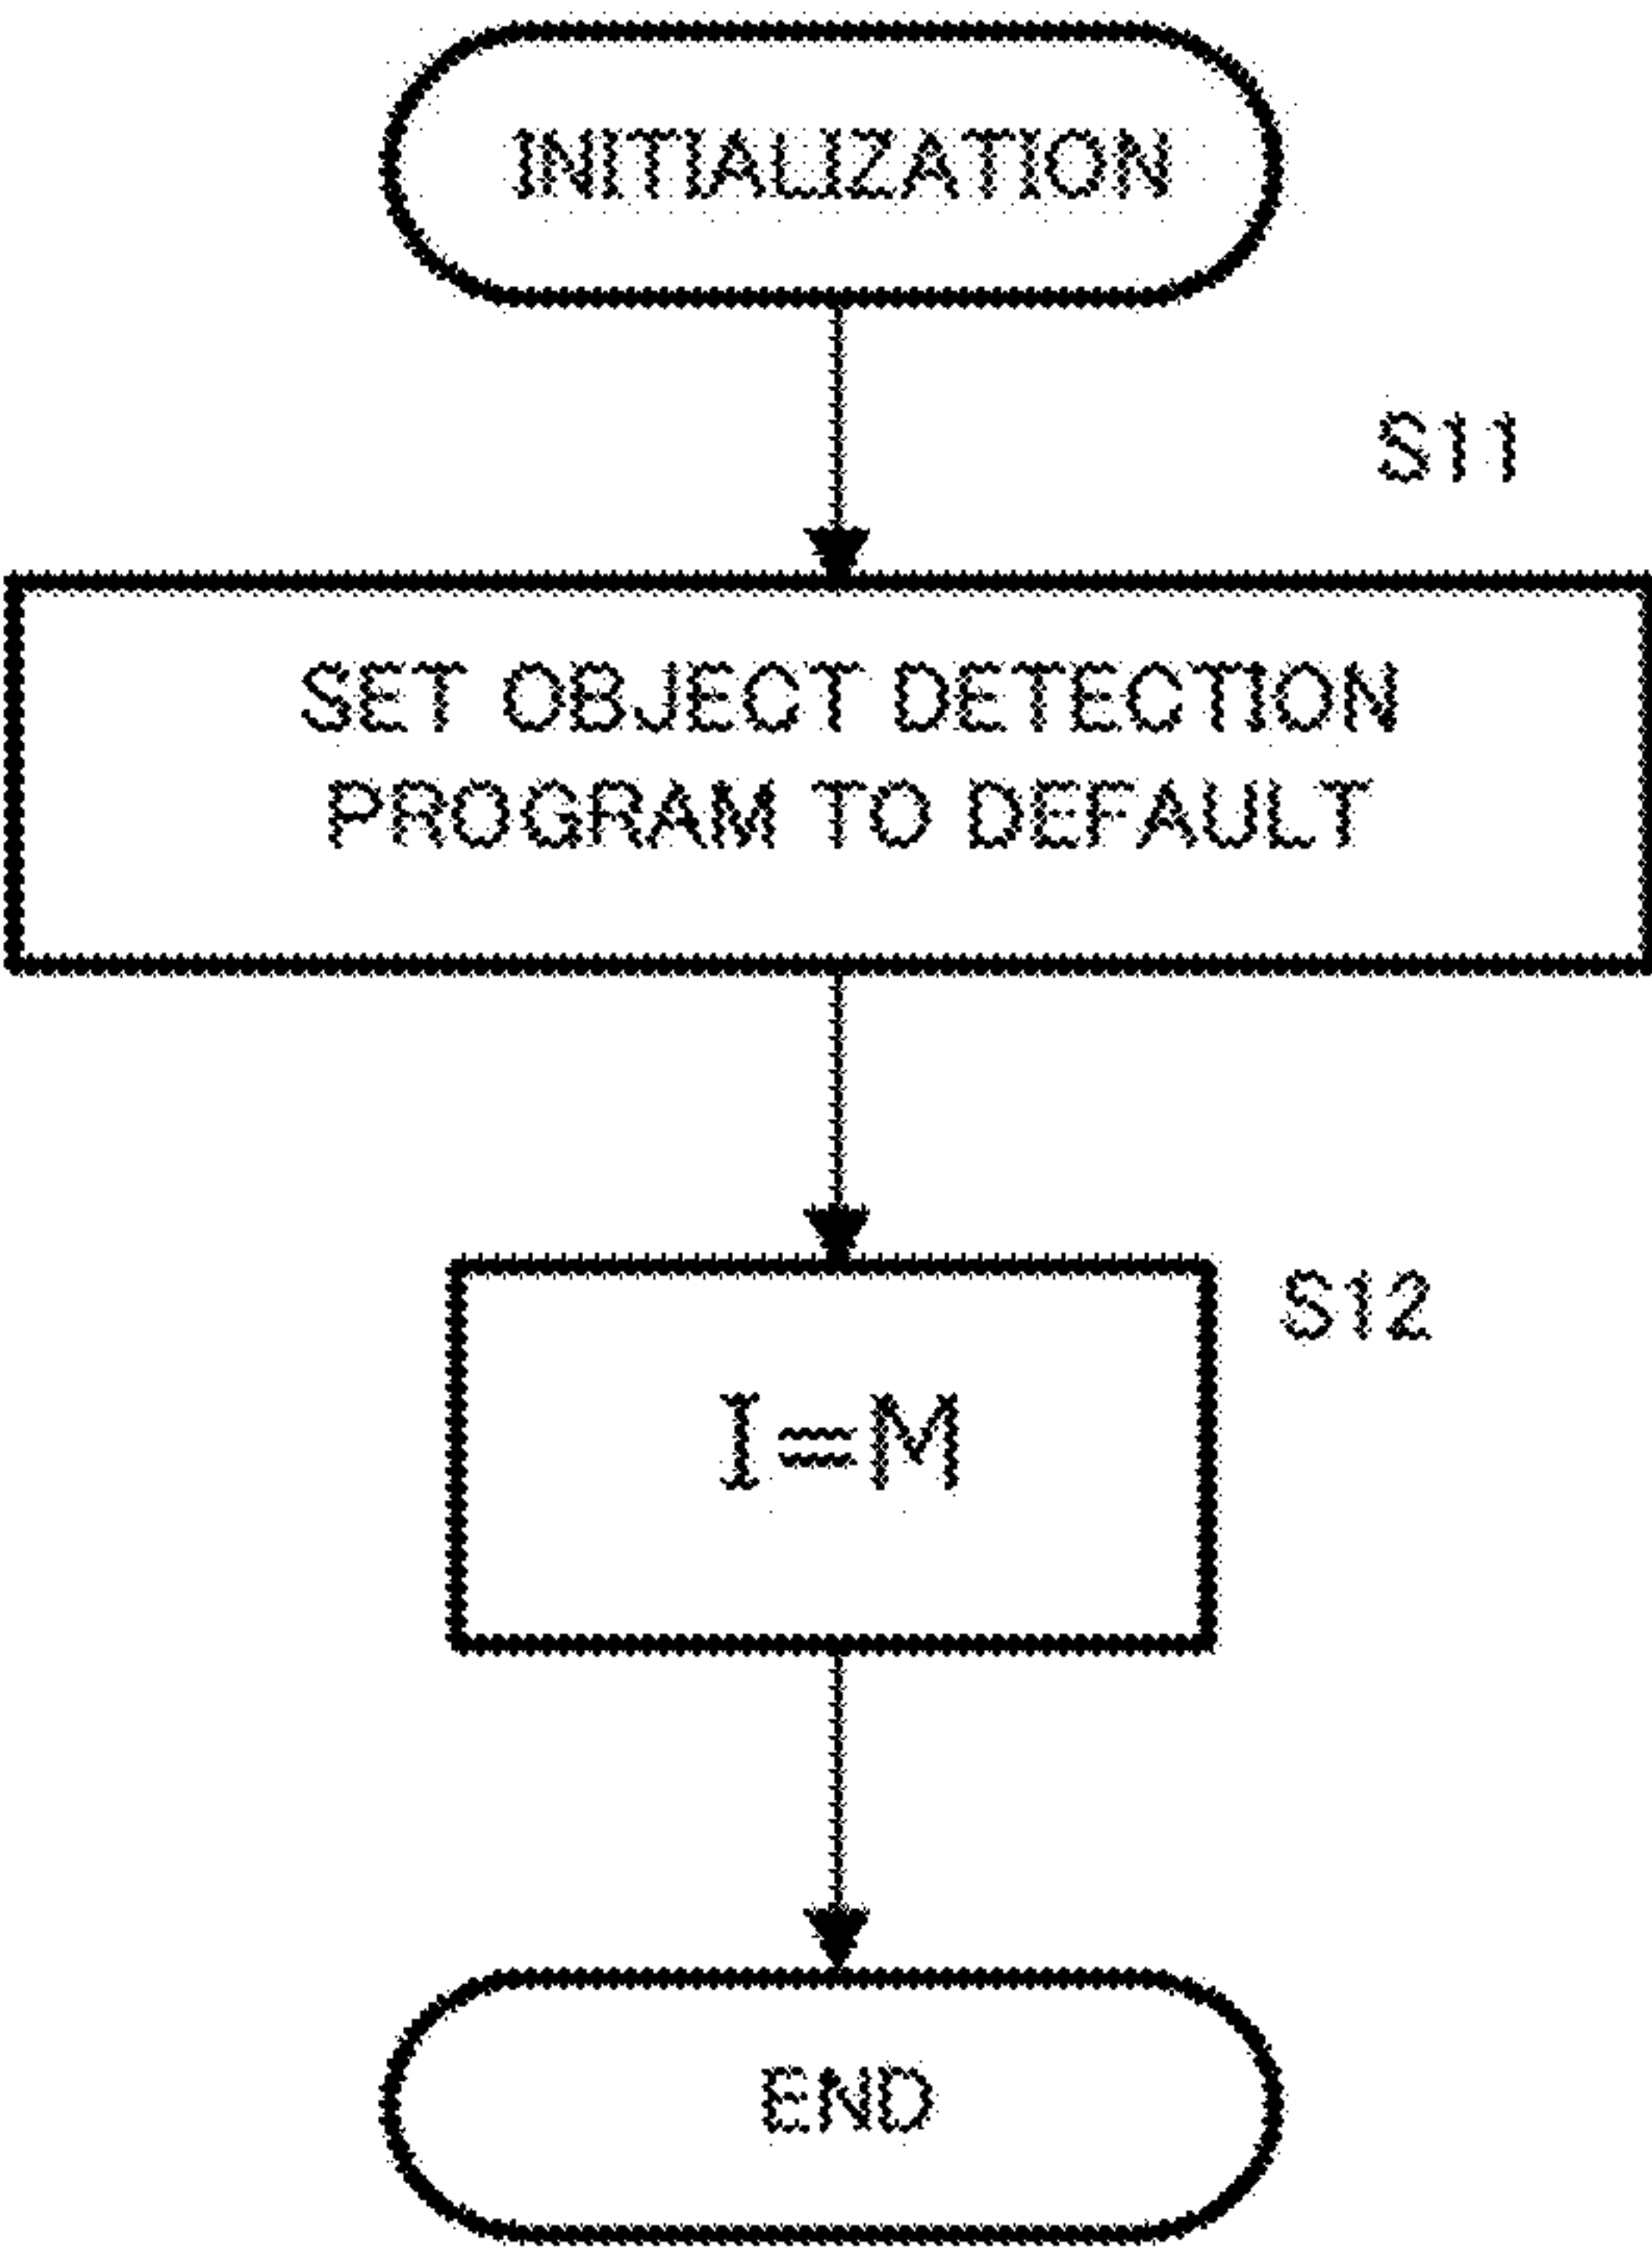 INITIALIZATION
S11
SET OBJECT DETECTION
PROGRAM TO DEFAULT
S12
I=M
END